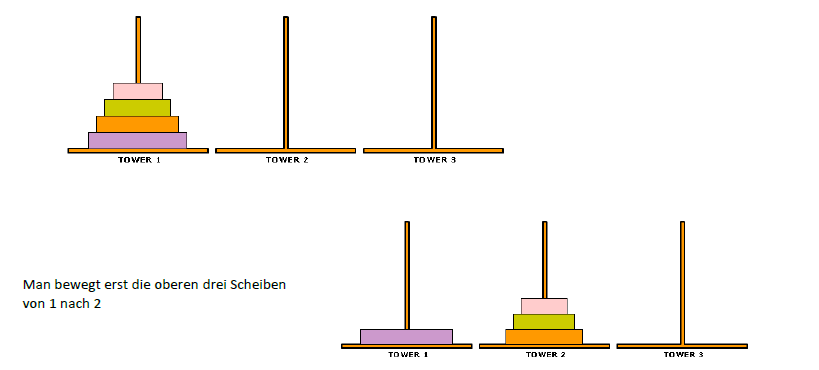 TOWER 1
TOWER 2
TOWER 3
Man bewegt erst die oberen drei Scheiben
von 1 nach 2
TOWER 1
TOWER 2
TOWER 3